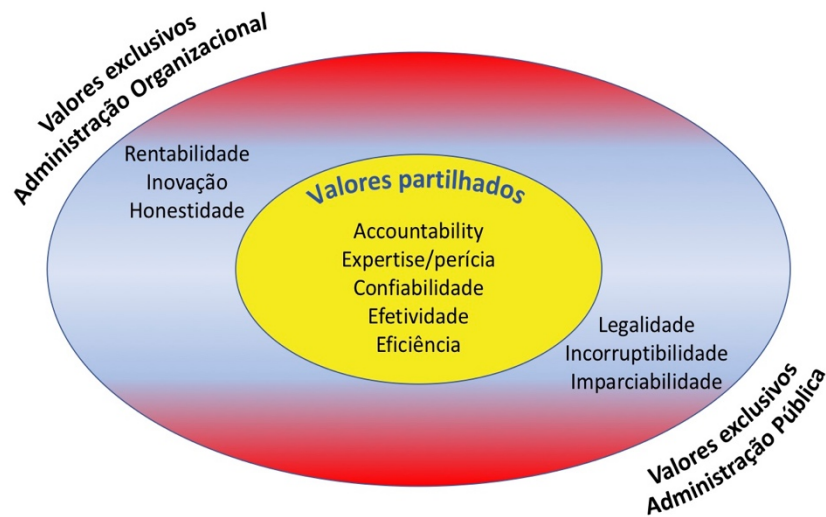 Valores exclusivos
Administração Organizacional
Rentabilidade
Inovação
Honestidade
Valores partilhados
Accountability
Expertise/perícia
Confiabilidade
Efetividade
Eficiência
Legalidade
Incorruptibilidade
Imparciabilidade
Valores exclusivos
Administração Pública